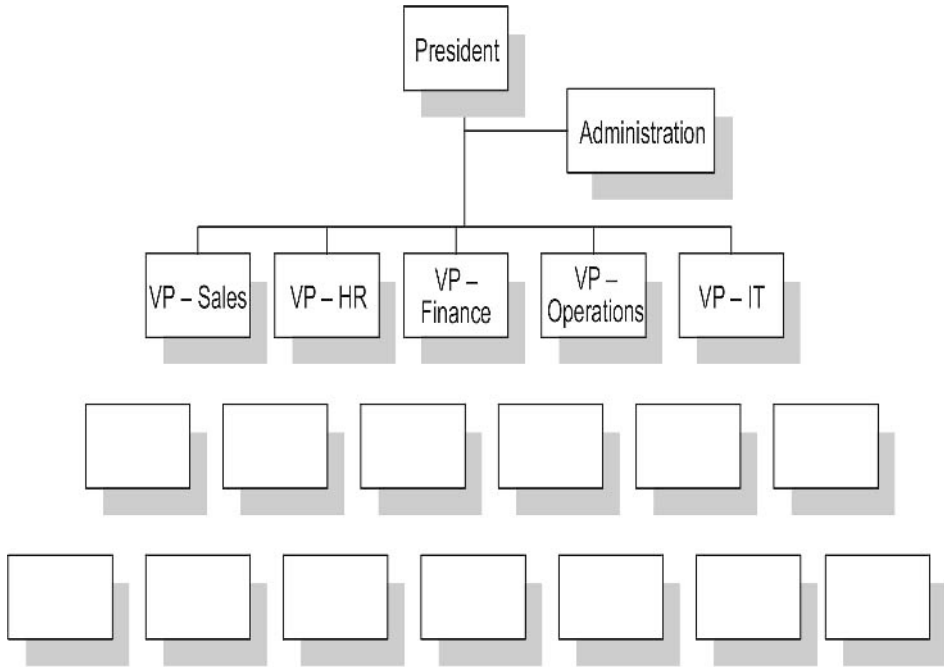 President
Administration
VP – Sales
VP – HR
VP –
Finance
VP –
Operations
VP – IT